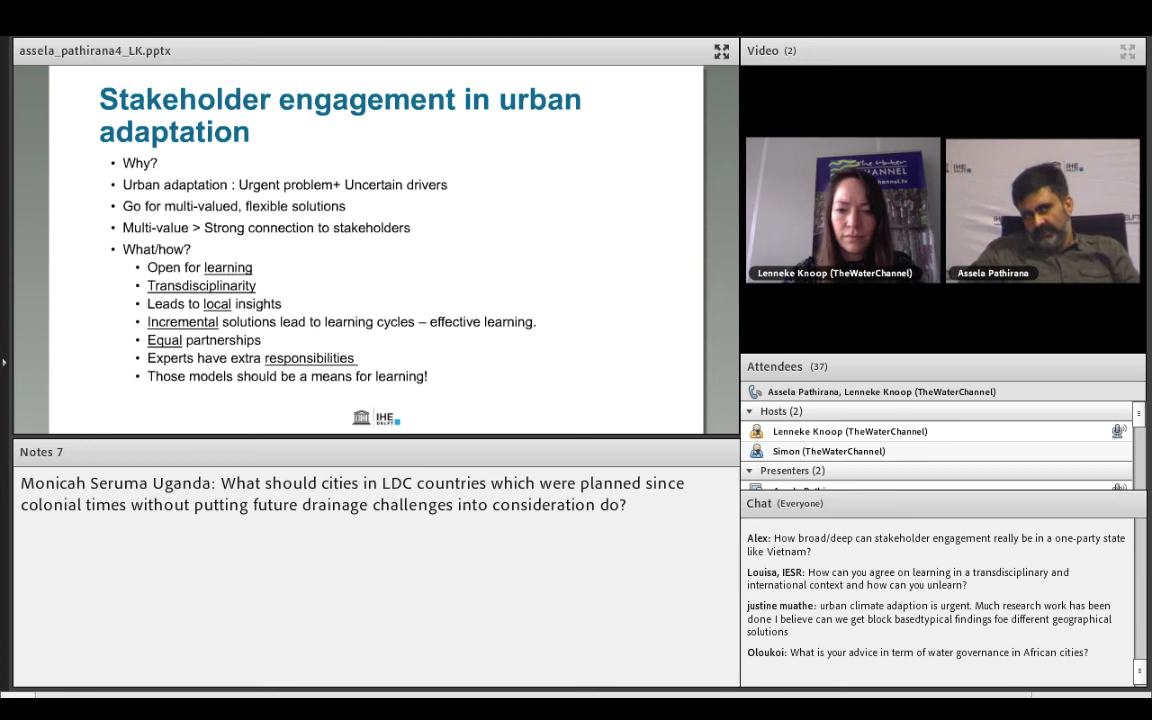 assela_pathirana4_LK.pptx
Stakeholder engagement in urban
adaptation
• Why?
• Urban adaptation : Urgent problem+ Uncertain drivers
• Go for multi-valued, flexible solutions
• Multi-value > Strong connection to stakeholders
• What/how?
• Open for learning
• Transdisciplinarity
• Leads to local insights
• Incremental solutions lead to learning cycles – effective learning.
• Equal partnerships
• Experts have extra responsibilities
• Those models should be a means for learning!
IHE
DELFT
Notes 7
Monicah Seruma Uganda: What should cities in LDC countries which were planned since
colonial times without putting future drainage challenges into consideration do?
Video (2)
The Water
CHANNEL
IHE
Lenneke Knoop (TheWaterChannel)
Assela Pathirana
Attendees (37)
Assela Pathirana, Lenneke Knoop (TheWaterChannel)
Hosts (2)
Lenneke Knoop (TheWaterChannel)
Simon (TheWaterChannel)
Presenters (2)
Chat (Everyone)
Alex: How broad/deep can stakeholder engagement really be in a one-party state
like Vietnam?
Louisa, IESR: How can you agree on learning in a transdisciplinary and
international context and how can you unlearn?
justine muathe: urban climate adaption is urgent. Much research work has been
done I believe can we get block basedtypical findings foe different geographical
solutions
Oloukoi: What is your advice in term of water governance in African cities?